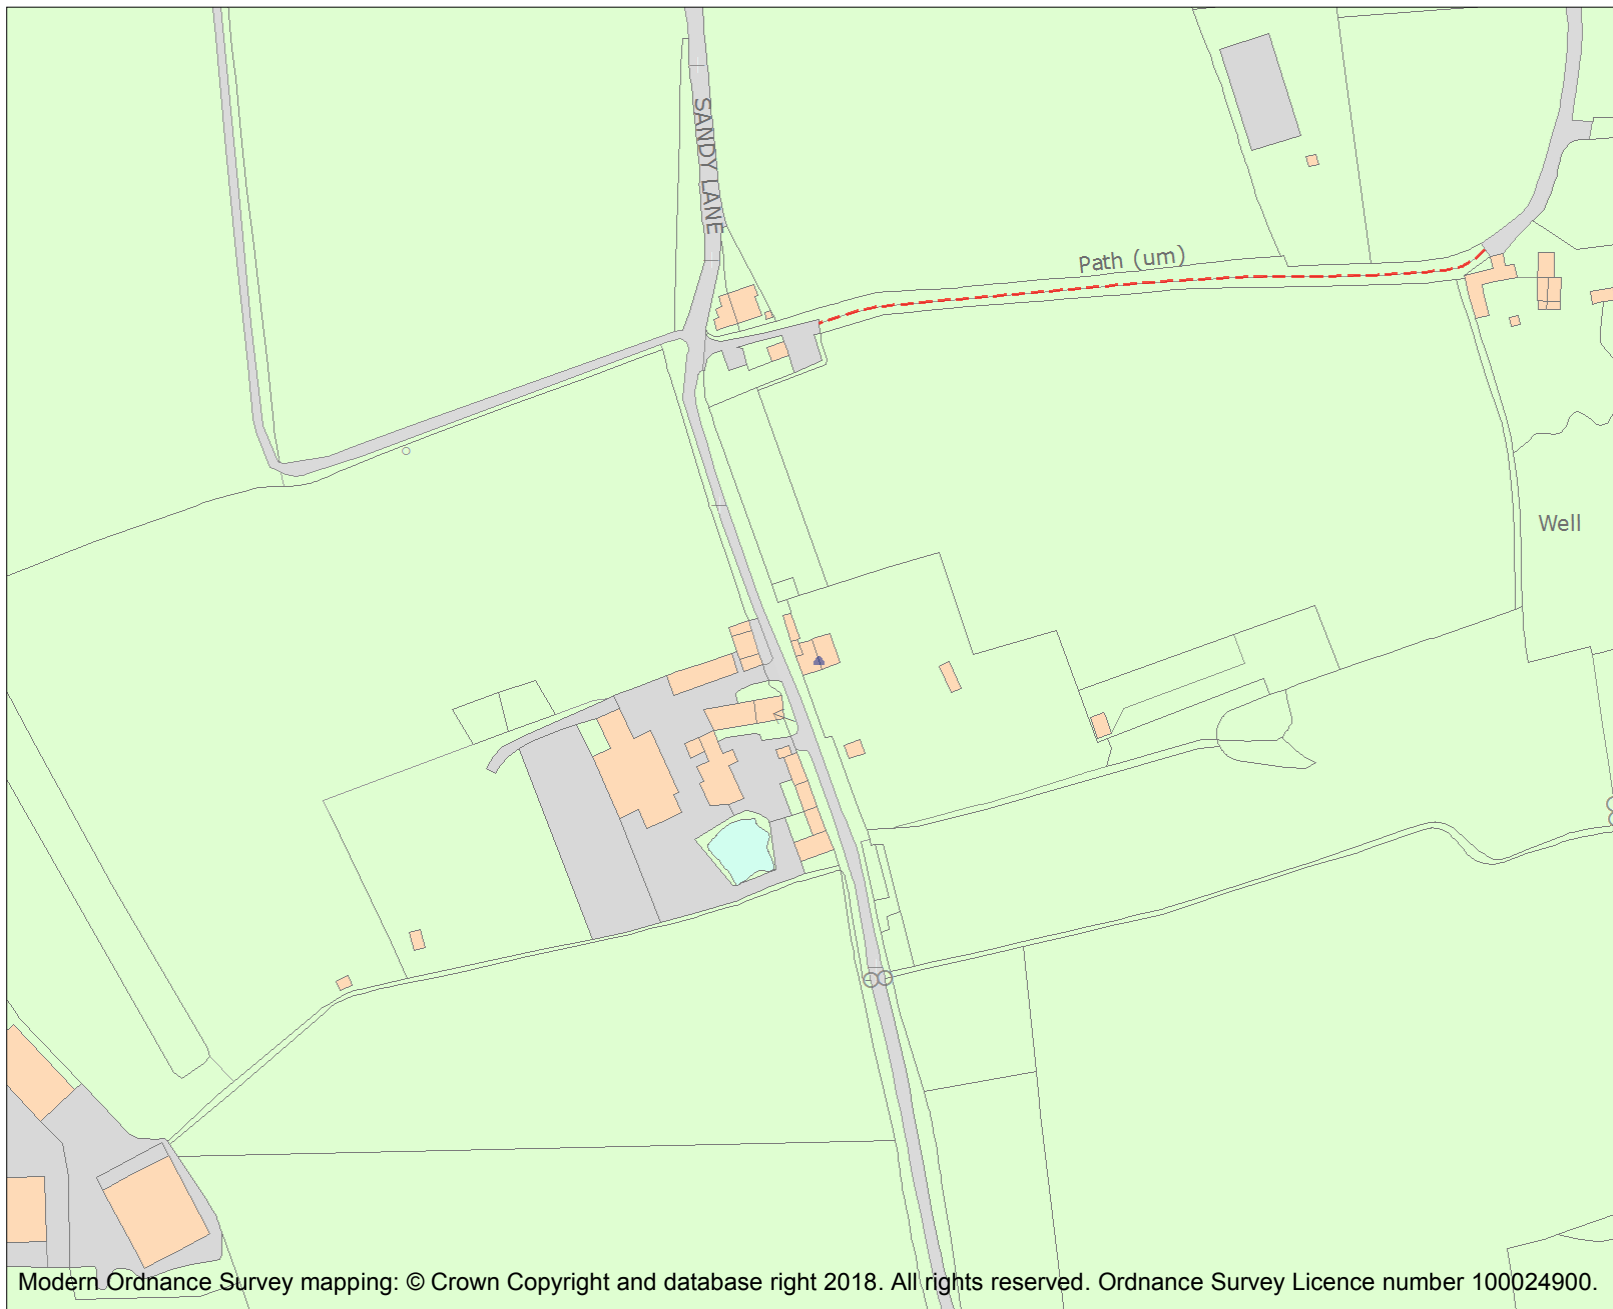 SANDY LANE
Path (um)
Well
Modern Ordnance Survey mapping: © Crown Copyright and database right 2018. All rights reserved. Ordnance Survey Licence number 100024900.